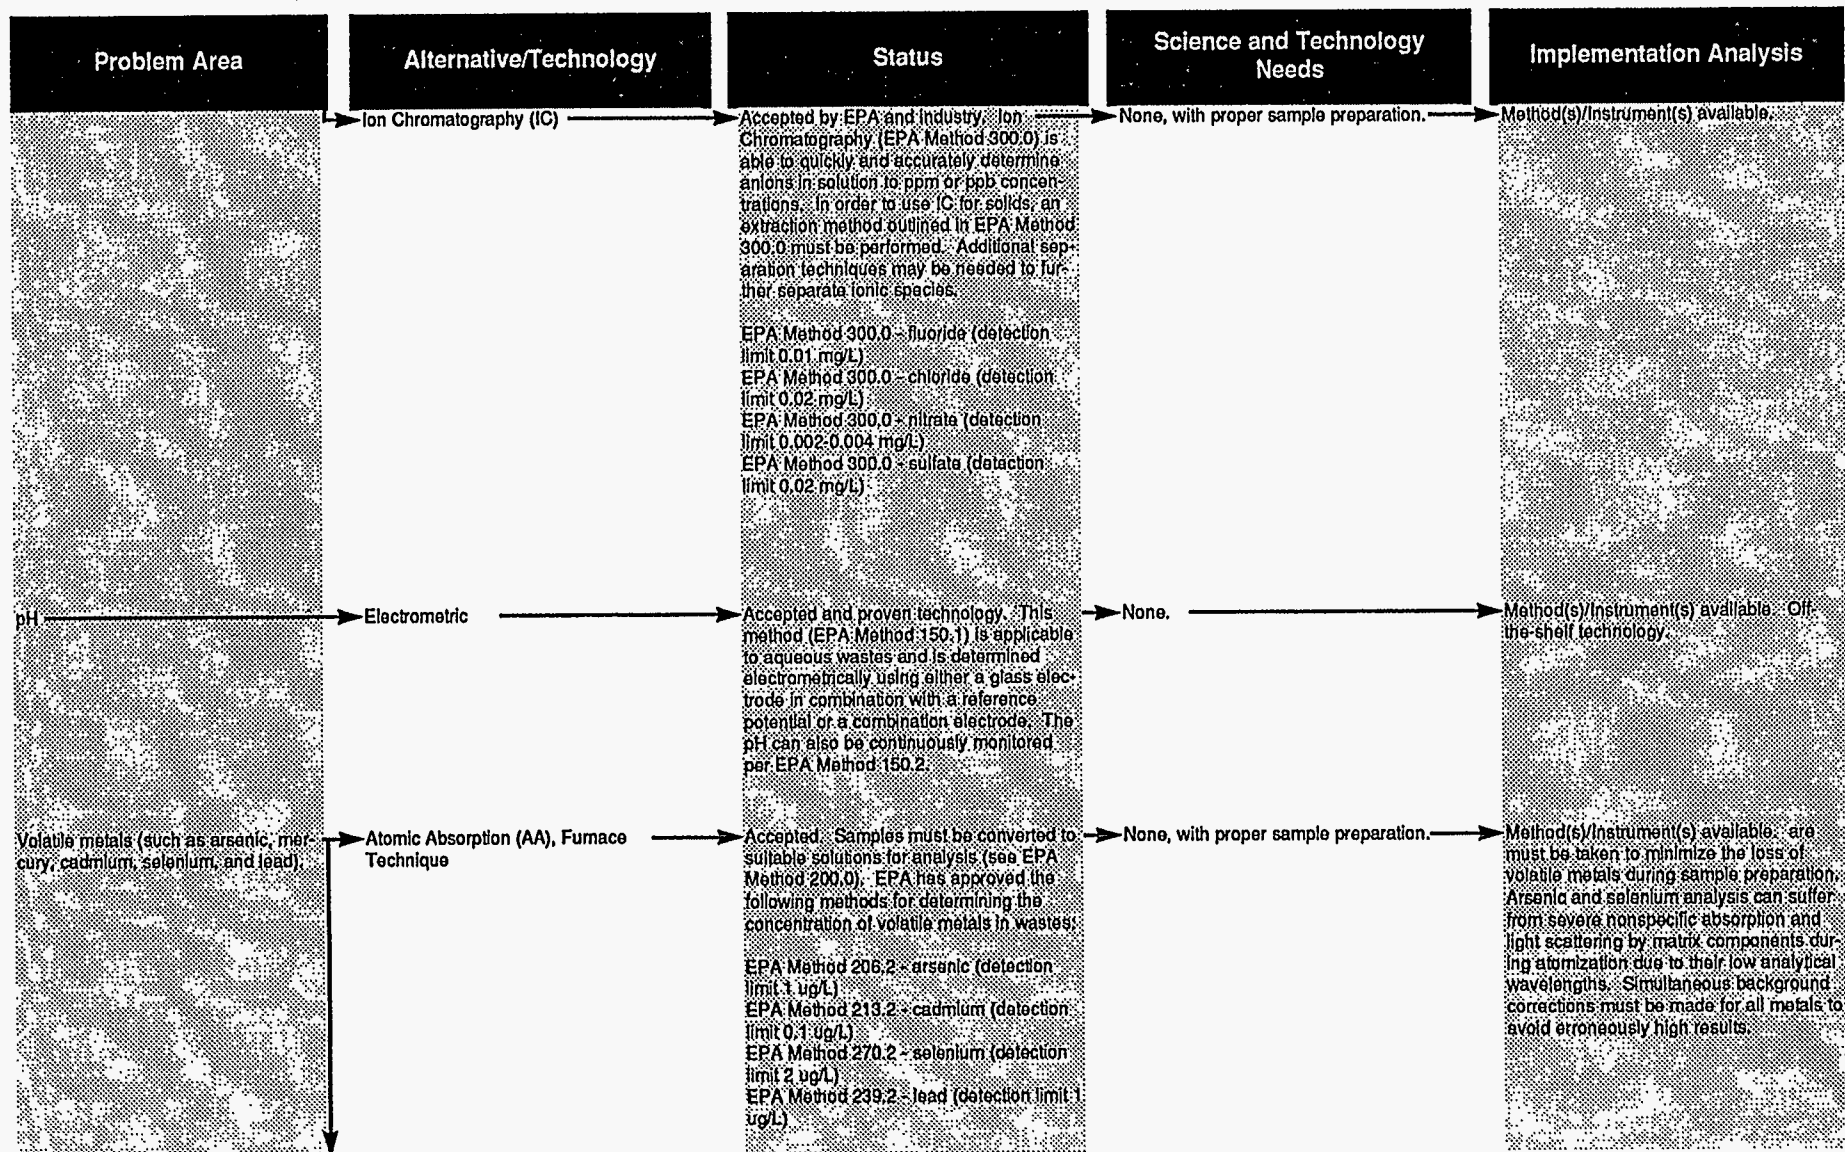 Problem Area
Alternative/Technology
Status
Science and Technology
Needs
Implementation Analysis
Ion Chromatography (IC)
Accepted by EPA and industry. Ion
Chromatography (EPA Method 300.0) is
able to quickly and accurately determine
anions in solution to ppm or ppb concen-
trations. In order to use IC for solids, an
extraction method outlined in EPA Method
300.0 must be performed. Additional sep-
aration techniques may be needed to fur-
ther separate ionic species.
EPA Method 300.0 - fluoride (detection
limit 0.01 mg/L)
EPA Method 300.0 - chloride (detection
limit 0.02 mg/L)
EPA Method 300.0 - nitrate (detection
limit 0.002-0.004 mg/L)
EPA Method 300.0 - sulfate (detection
limit 0.02 mg/L)
None, with proper sample preparation.
Method(s)/Instrument(s) available.
pH
Electrometric
Accepted and proven technology. This
method (EPA Method 150.1) is applicable
to aqueous wastes and is determined
electrometrically using either a glass elec-
trode in combination with a reference
potential or a combination electrode. The
pH can also be continuously monitored
per EPA Method 150.2.
None.
Method(s)/Instrument(s) available. Off-
the-shelf technology.
Volatile metals (such as arsenic, mer-
cury, cadmium, selenium, and lead).
Atomic Absorption (AA), Furnace
Technique
Accepted. Samples must be converted to
suitable solutions for analysis (see EPA
Method 200.0). EPA has approved the
following methods for determining the
concentration of volatile metals in wastes:
EPA Method 206.2 - arsenic (detection
limit 1 ug/L)
EPA Method 213.2 - cadmium (detection
limit 0.1 ug/L)
EPA Method 270.2 - selenium (detection
limit 2 ug/L)
EPA Method 239.2 - lead (detection limit 1
ug/L)
None, with proper sample preparation.
Method(s)/Instrument(s) available. are
must be taken to minimize the loss of
volatile metals during sample preparation.
Arsenic and selenium analysis can suffer
from severe nonspecific absorption and
light scattering by matrix components dur-
ing atomization due to their low analytical
wavelengths. Simultaneous background
corrections must be made for all metals to
avoid erroneously high results.